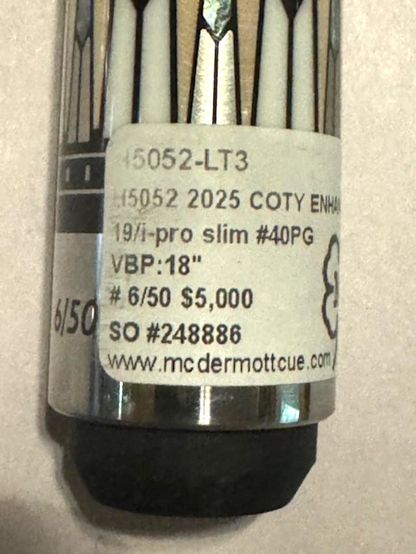 H5052-LT3
H5052 2025 COTY
19/i-pro slim #40PG
VBP:18"
# 6/50 $5,000
SO #248886
www.mcdermottcue.com
6/50